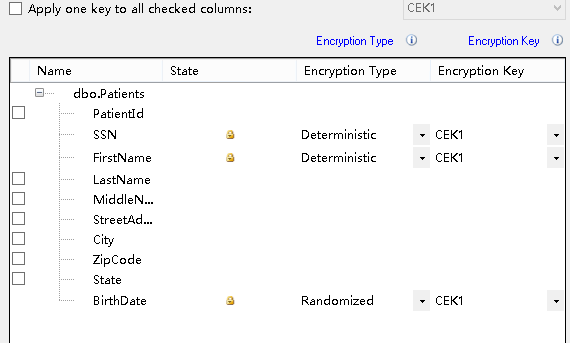 Apply one key to all checked columns: CEK1
Encryption Type Encryption Key
Name State Encryption Type Encryption Key
dbo.Patients
PatientId
SSN Deterministic CEK1
FirstName Deterministic CEK1
LastName
MiddleN...
StreetAd...
City
ZipCode
State
BirthDate Randomized CEK1